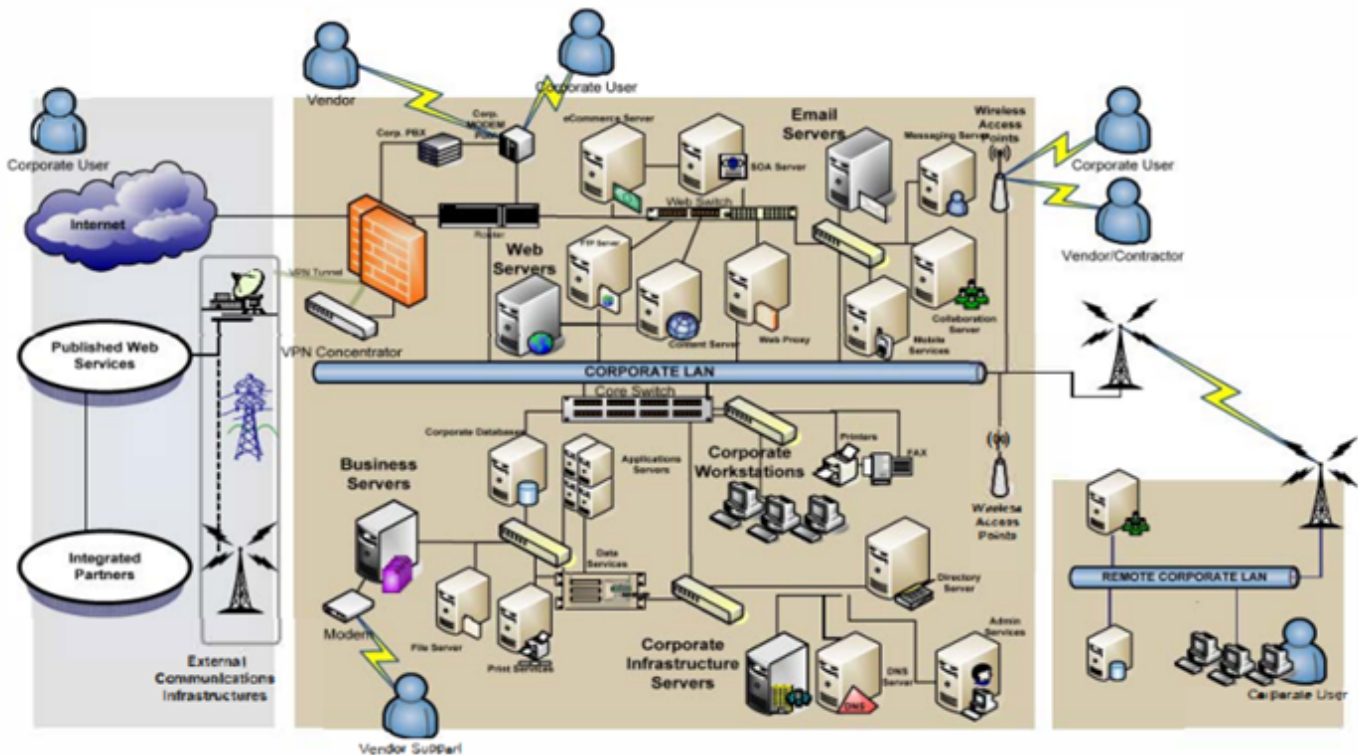 Vendor
Corporate User
Corporate User
Internet
VPN Tunnel
VPN Concentrator
Published Web
Services
Integrated
Partners
External
Communications
Infrastructures
Corp. PBX
Corp.
MODEM
Router
eCommerce Server
SOA Server
Web Switch
Web
Servers
FTP Server
Content Server
Web Proxy
Email
Servers
Messaging Server
Collaboration
Server
Mobile
Services
Wireless
Access
Points
Corporate User
Vendor/Contractor
CORPORATE LAN
Core Switch
Corporate Databases
Applications
Servers
Business
Servers
Modem
File Server
Print Services
Data
Services
Vendor
Corporate
Workstations
Printers
FAX
Wireless
Access
Points
Directory
Server
Corporate
Infrastructure
Servers
DNS
Server
DNS
Admin
Services
REMOTE CORPORATE LAN
Corporate User